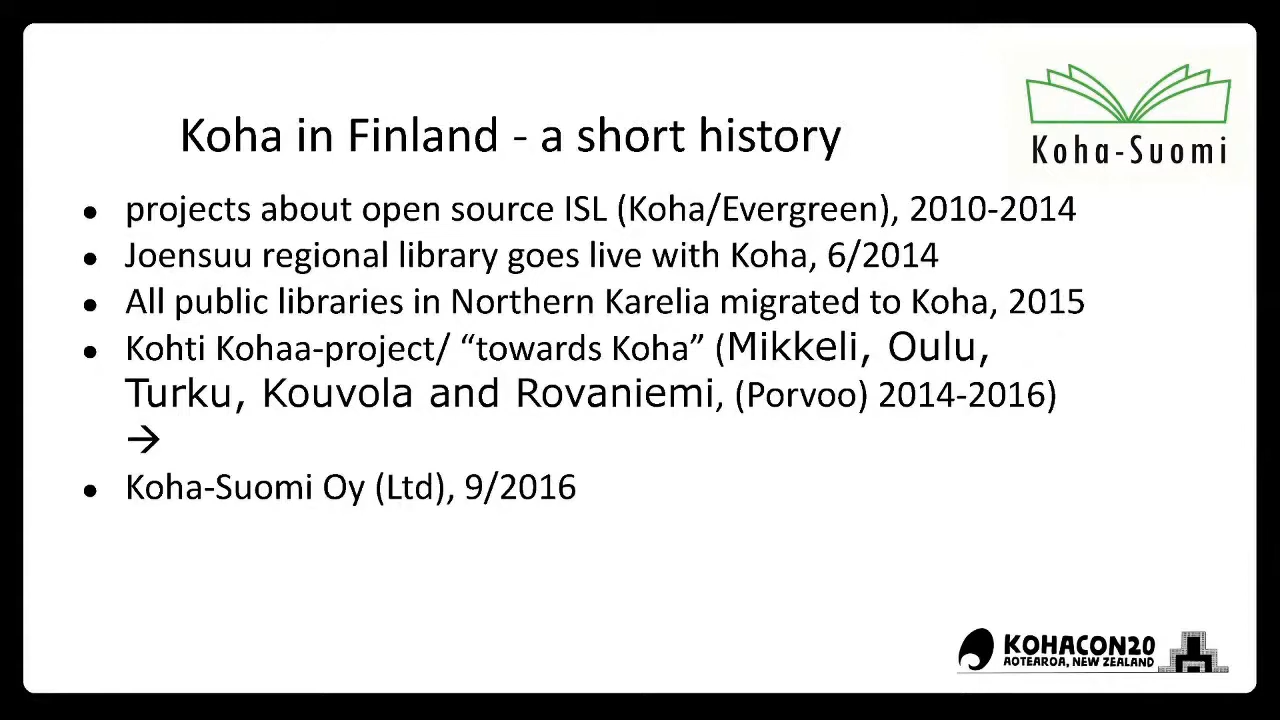 Koha in Finland - a short history
Koha-Suomi
• projects about open source ISL (Koha/Evergreen), 2010-2014
• Joensuu regional library goes live with Koha, 6/2014
• All public libraries in Northern Karelia migrated to Koha, 2015
• Kohti Kohaa-project/ “towards Koha” (Mikkeli, Oulu,
Turku, Kouvola and Rovaniemi, (Porvoo) 2014-2016)
→
• Koha-Suomi Oy (Ltd), 9/2016
KOHACON20
AOTEAROA, NEW ZEALAND